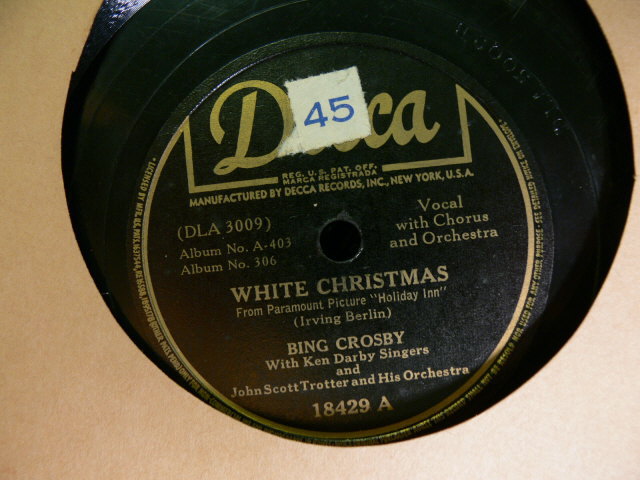 Decca
45
REG. U.S. PAT. OFF.
MARCA REGISTRADA
MANUFACTURED BY DECCA RECORDS, INC., NEW YORK, U.S.A.
(DLA 3009)
Album No. A-403
Album No. 306
Vocal
with Chorus
and Orchestra
WHITE CHRISTMAS
From Paramount Picture "Holiday Inn"
(Irving Berlin)
BING CROSBY
With Ken Darby Singers
and
John Scott Trotter and His Orchestra
18429 A